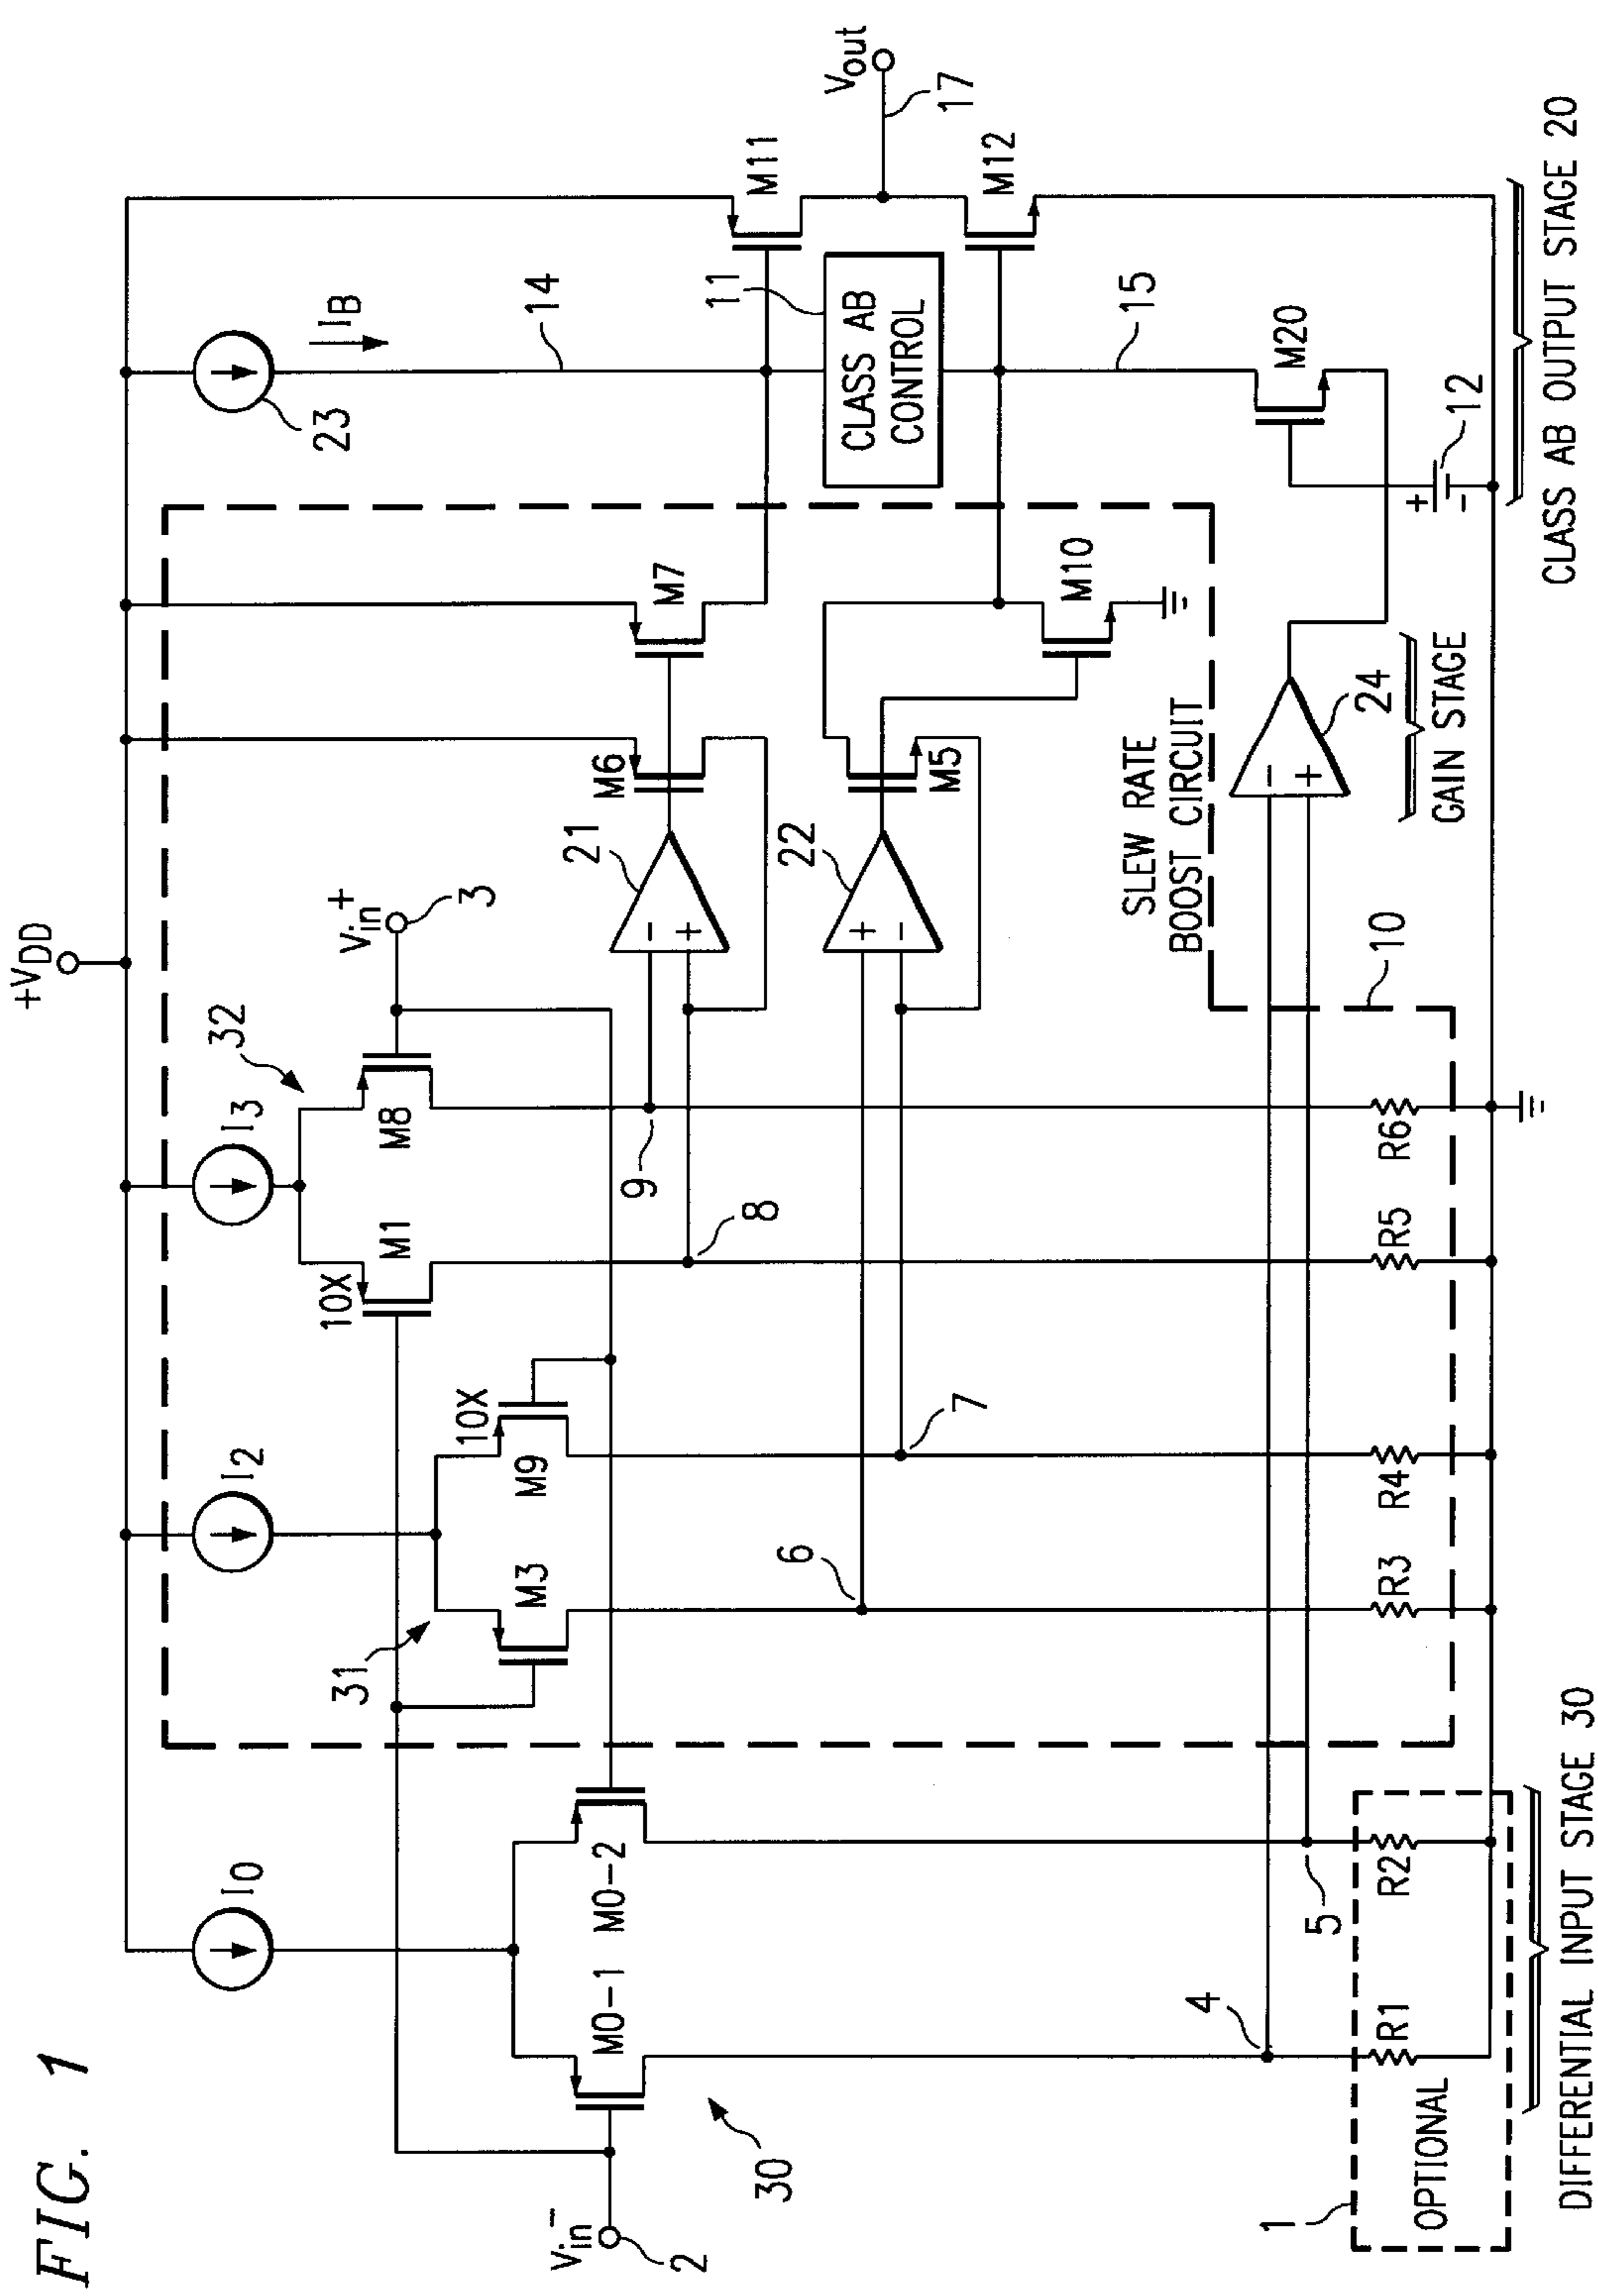 FIG. 1
+VDD
I0
I2
I3
32
Vin+
3
23
IB
14
M1
10X
M8
31
M3
M9
10X
21
M6
M7
11
M11
Vout
17
CLASS AB
CONTROL
M12
Vin−
2
M0-1
M0-2
30
9
8
6
7
22
M5
M10
15
M20
12
+
-
-
+
+
-
-
+
SLEW RATE
BOOST CIRCUIT
10
24
GAIN STAGE
4
5
1
OPTIONAL
R1
R2
R3
R4
R5
R6
DIFFERENTIAL INPUT STAGE 30
CLASS AB OUTPUT STAGE 20